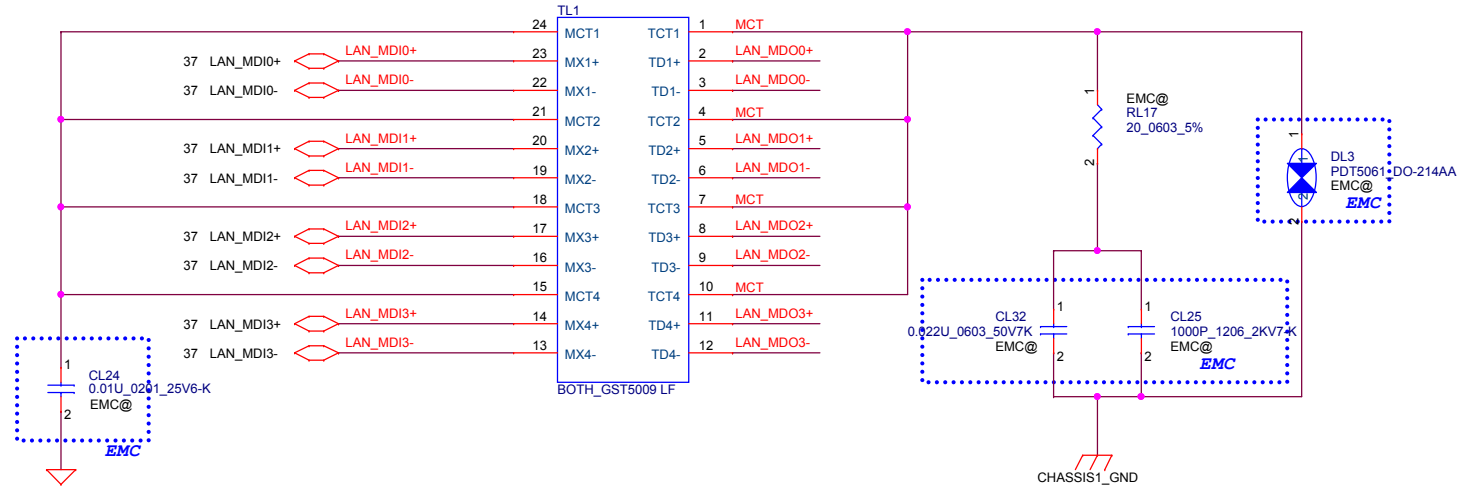 TL1
24 MCT1 TCT1 1 MCT
37 LAN_MDI0+ LAN_MDI0+ 23 MX1+ TD1+ 2 LAN_MDO0+
37 LAN_MDI0- LAN_MDI0- 22 MX1- TD1- 3 LAN_MDO0-
21 MCT2 TCT2 4 MCT
37 LAN_MDI1+ LAN_MDI1+ 20 MX2+ TD2+ 5 LAN_MDO1+
37 LAN_MDI1- LAN_MDI1- 19 MX2- TD2- 6 LAN_MDO1-
18 MCT3 TCT3 7 MCT
37 LAN_MDI2+ LAN_MDI2+ 17 MX3+ TD3+ 8 LAN_MDO2+
37 LAN_MDI2- LAN_MDI2- 16 MX3- TD3- 9 LAN_MDO2-
15 MCT4 TCT4 10 MCT
37 LAN_MDI3+ LAN_MDI3+ 14 MX4+ TD4+ 11 LAN_MDO3+
37 LAN_MDI3- LAN_MDI3- 13 MX4- TD4- 12 LAN_MDO3-
BOTH_GST5009 LF
1
CL24
0.01U_0201_25V6-K
EMC@
2
EMC
1
EMC@
RL17
20_0603_5%
2
1
1
DL3
PDT5061_DO-214AA
EMC@
EMC
2
2
1
CL32
0.022U_0603_50V7K
EMC@
2
1
CL25
1000P_1206_2KV7-K
EMC@
2
EMC
CHASSIS1_GND